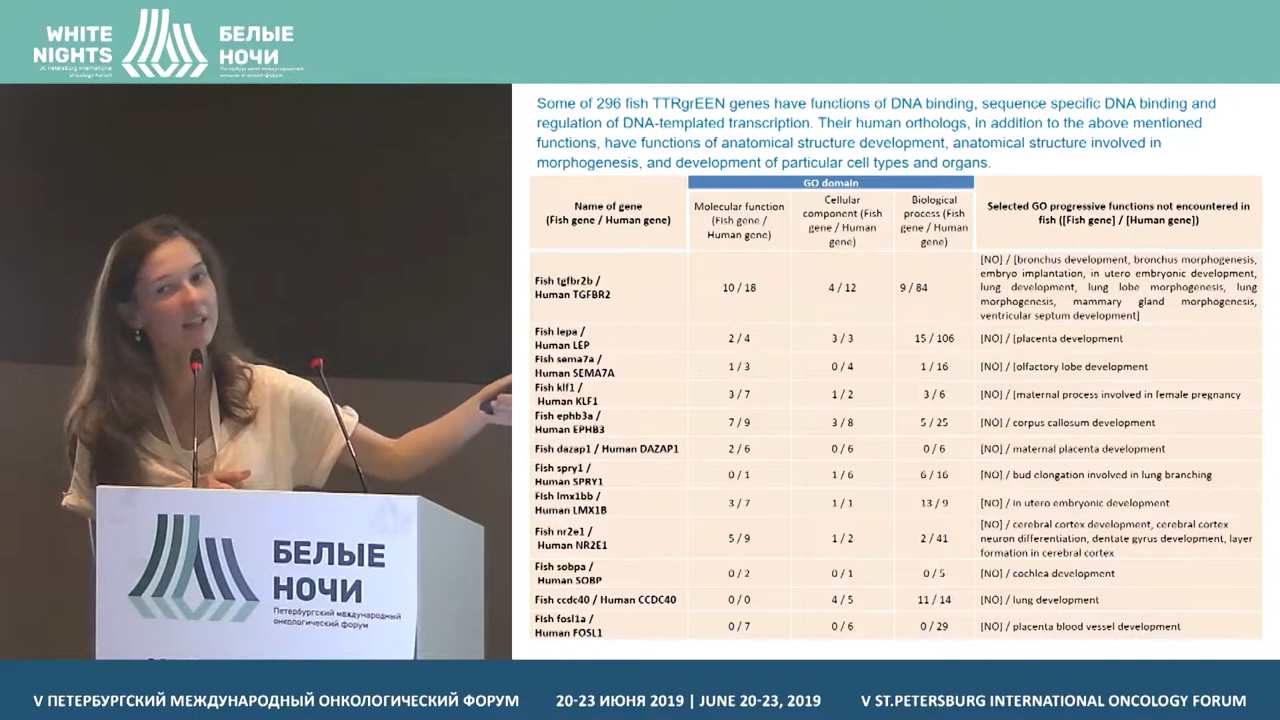 WHITE
NIGHTS
St. Petersburg International
Oncology Forum
БЕЛЫЕ
НОЧИ
Петербургский международный
онкологический форум
Some of 296 fish TTRgrEEN genes have functions of DNA binding, sequence specific DNA binding and
regulation of DNA-templated transcription. Their human orthologs, in addition to the above mentioned
functions, have functions of anatomical structure development, anatomical structure involved in
morphogenesis, and development of particular cell types and organs.
Name of gene
(Fish gene / Human gene)
GO domain
Molecular function
(Fish gene /
Human gene)
Cellular
component (Fish
gene / Human
gene)
Biological
process (Fish
gene / Human
gene)
Selected GO progressive functions not encountered in
fish ([Fish gene] / [Human gene])
Fish tgfbr2b /
Human TGFBR2
10 / 18
4 / 12
9 / 84
[NO] / [bronchus development, bronchus morphogenesis,
embryo implantation, in utero embryonic development,
lung development, lung lobe morphogenesis, lung
morphogenesis, mammary gland morphogenesis,
ventricular septum development]
Fish lepa /
Human LEP
2 / 4
3 / 3
15 / 106
[NO] / [placenta development
Fish sema7a /
Human SEMA7A
1 / 3
0 / 4
1 / 16
[NO] / [olfactory lobe development
Fish klf1 /
Human KLF1
3 / 7
1 / 2
3 / 6
[NO] / [maternal process involved in female pregnancy
Fish ephb3a /
Human EPHB3
7 / 9
3 / 8
5 / 25
[NO] / corpus callosum development
Fish dazap1 / Human DAZAP1
2 / 6
0 / 6
0 / 6
[NO] / maternal placenta development
Fish spry1 /
Human SPRY1
0 / 1
1 / 6
6 / 16
[NO] / bud elongation involved in lung branching
Fish lmx1bb /
Human LMX1B
3 / 7
1 / 1
13 / 9
[NO] / in utero embryonic development
Fish nr2e1 /
Human NR2E1
5 / 9
1 / 2
2 / 41
[NO] / cerebral cortex development, cerebral cortex
neuron differentiation, dentate gyrus development, layer
formation in cerebral cortex
Fish sobpa /
Human SOBP
0 / 2
0 / 1
0 / 5
[NO] / cochlea development
Fish ccdc40 / Human CCDC40
0 / 0
4 / 5
11 / 14
[NO] / lung development
Fish fosl1a /
Human FOSL1
0 / 7
0 / 6
0 / 29
[NO] / placenta blood vessel development
БЕЛЫЕ
НОЧИ
Петербургский международный
онкологический форум
V ПЕТЕРБУРГСКИЙ МЕЖДУНАРОДНЫЙ ОНКОЛОГИЧЕСКИЙ ФОРУМ
20-23 ИЮНЯ 2019 | JUNE 20-23, 2019
V ST.PETERSBURG INTERNATIONAL ONCOLOGY FORUM